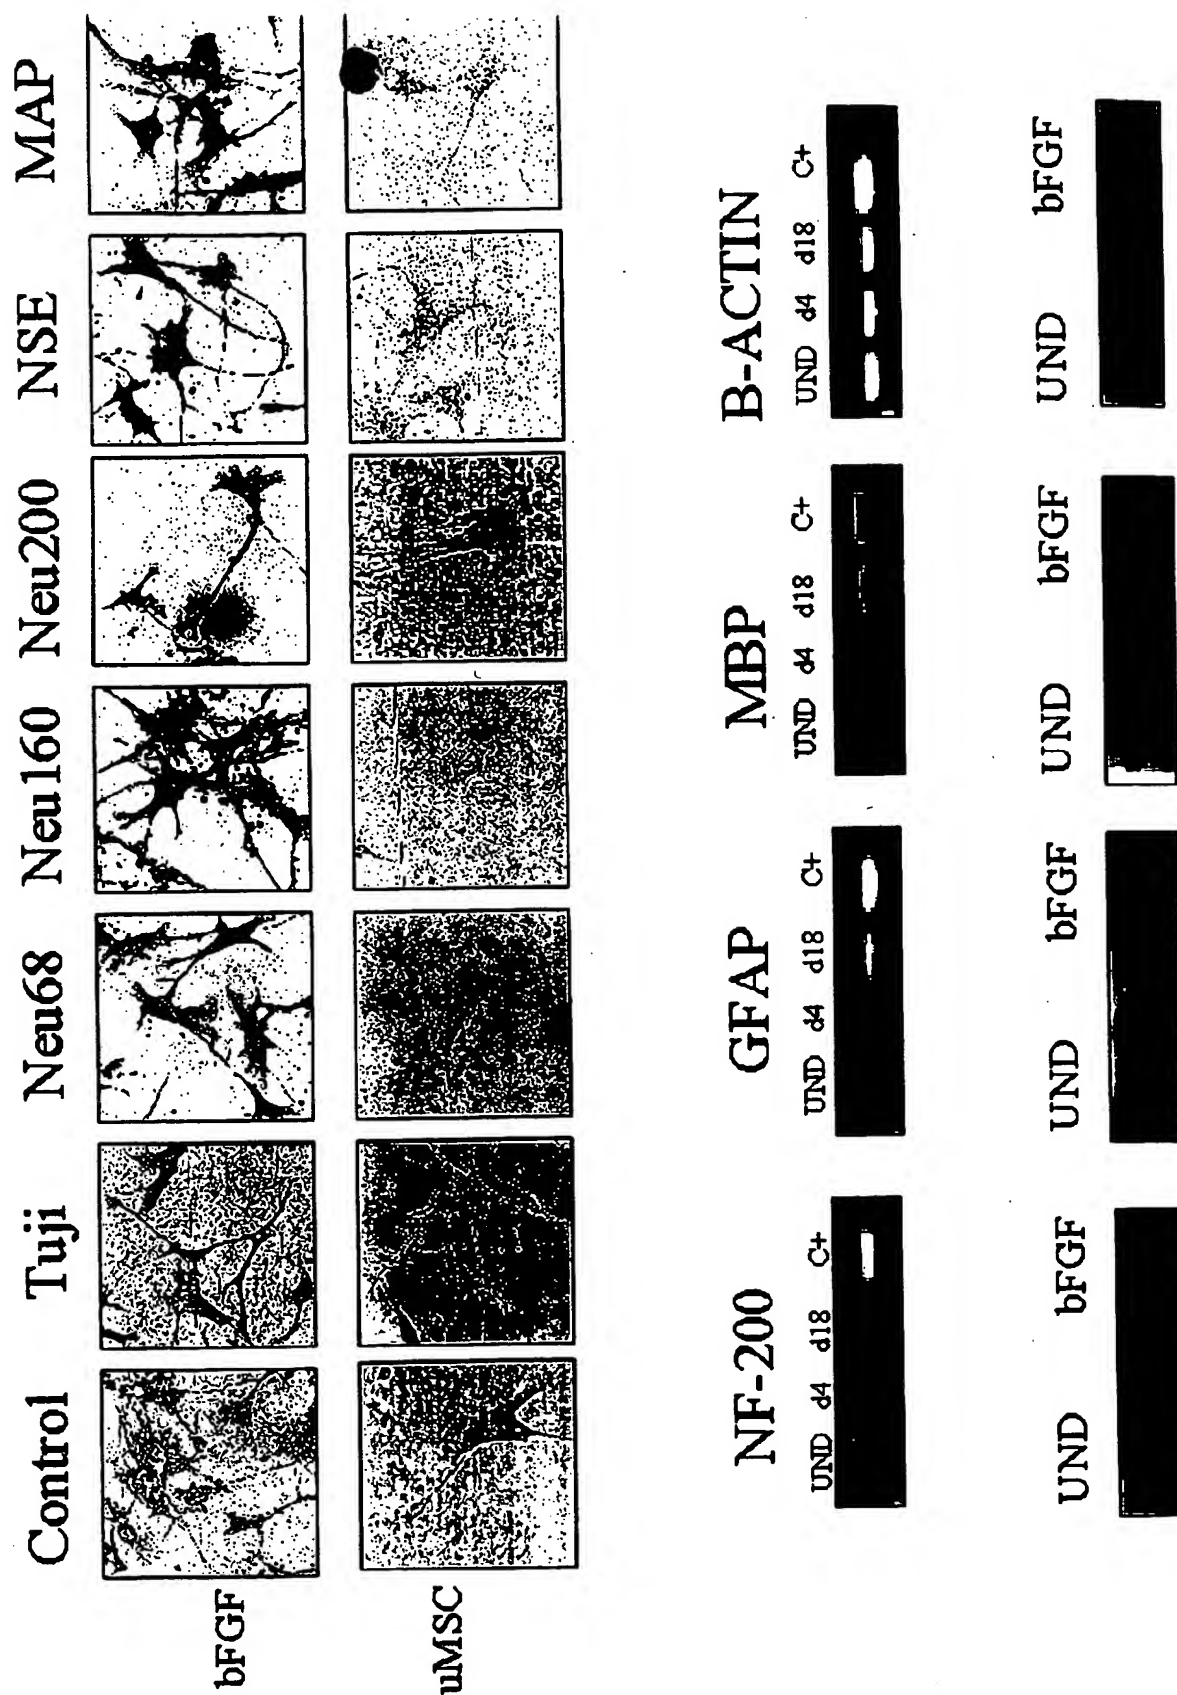 Control Tuji Neu68 Neu160 Neu200 NSE MAP
bFGF
uMSC
NF-200 GFAP MBP B-ACTIN
UND d4 d18 C+ UND d4 d18 C+ UND d4 d18 C+ UND d4 d18 C+
UND bFGF UND bFGF UND bFGF UND bFGF